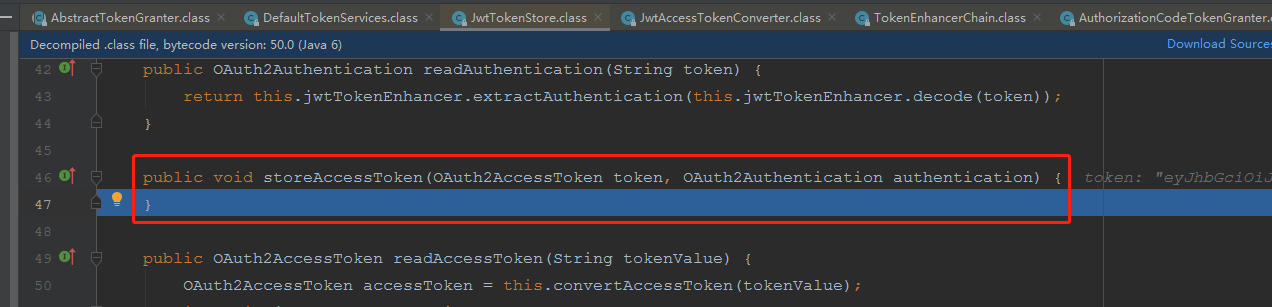 AbstractTokenGranter.class DefaultTokenServices.class JwtTokenStore.class JwtAccessTokenConverter.class TokenEnhancerChain.class AuthorizationCodeTokenGranter.c
Decompiled .class file, bytecode version: 50.0 (Java 6) Download Sources
42 public OAuth2Authentication readAuthentication(String token) {
43 return this.jwtTokenEnhancer.extractAuthentication(this.jwtTokenEnhancer.decode(token));
44 }
45
46 public void storeAccessToken(OAuth2AccessToken token, OAuth2Authentication authentication) { token: "eyJhbGciOiJ
47 }
48
49 public OAuth2AccessToken readAccessToken(String tokenValue) {
50 OAuth2AccessToken accessToken = this.convertAccessToken(tokenValue);